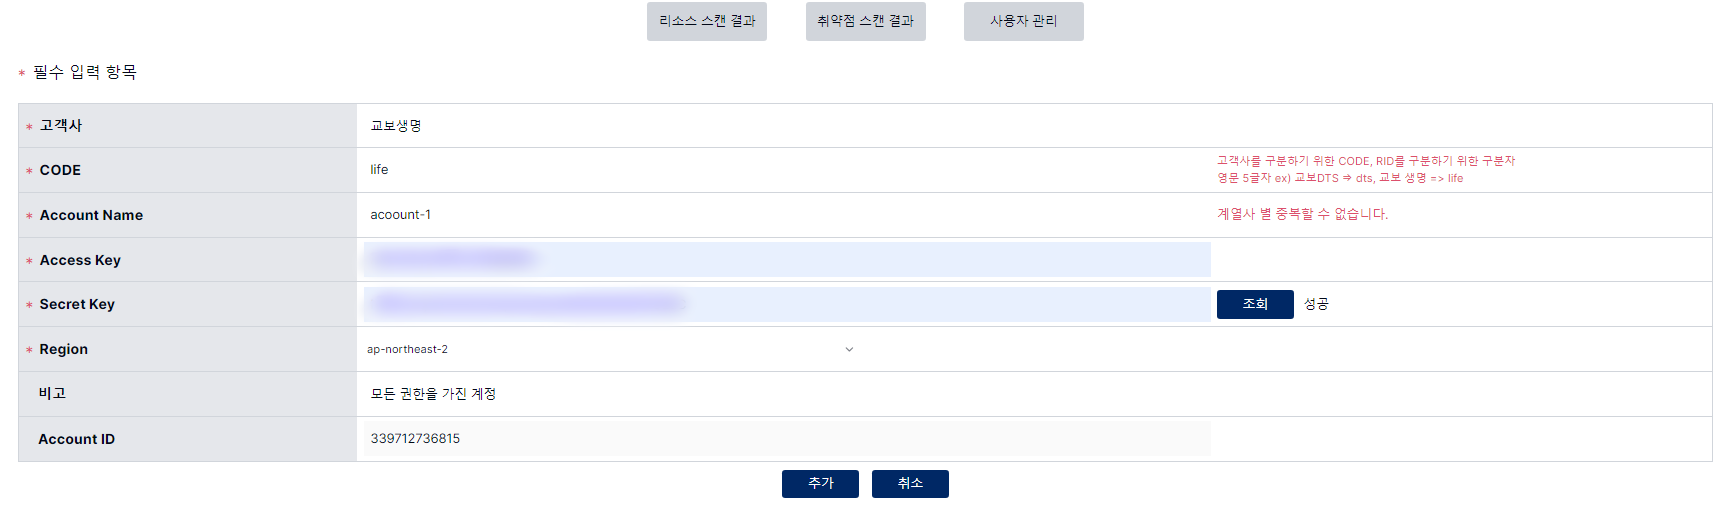 리소스 스캔 결과 취약점 스캔 결과 사용자 관리
* 필수 입력 항목
* 고객사 교보생명
* CODE life 고객사를 구분하기 위한 CODE, RID를 구분하기 위한 구분자
영문 5글자 ex) 교보DTS => dts, 교보 생명 => life
* Account Name acoount-1 계열사 별 중복할 수 없습니다.
* Access Key
* Secret Key 조회 성공
* Region ap-northeast-2
비고 모든 권한을 가진 계정
Account ID 339712736815
추가 취소